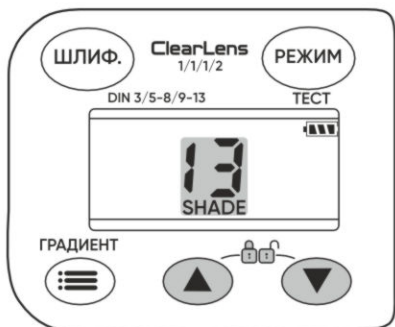 ШЛИФ.
ClearLens
1/1/1/2
РЕЖИМ
DIN 3/5-8/9-13
ТЕСТ
13
SHADE
ГРАДИЕНТ